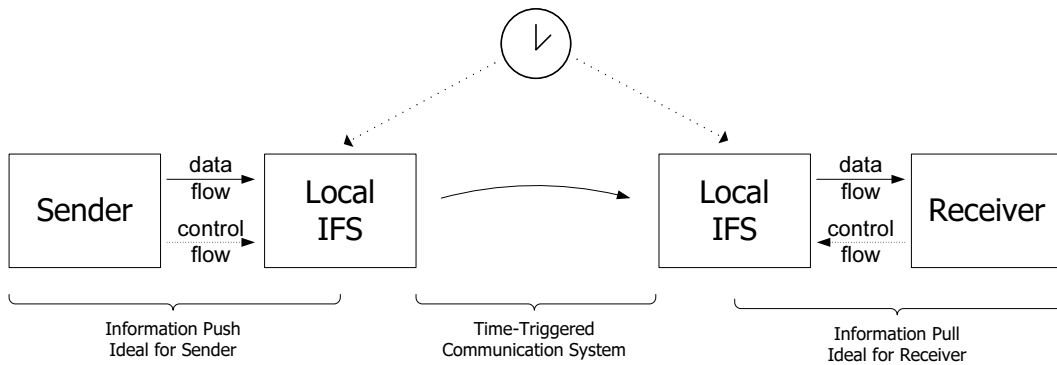 Sender
data
flow
control
flow
Local
IFS
Local
IFS
data
flow
control
flow
Receiver
Information Push
Ideal for Sender
Time-Triggered
Communication System
Information Pull
Ideal for Receiver